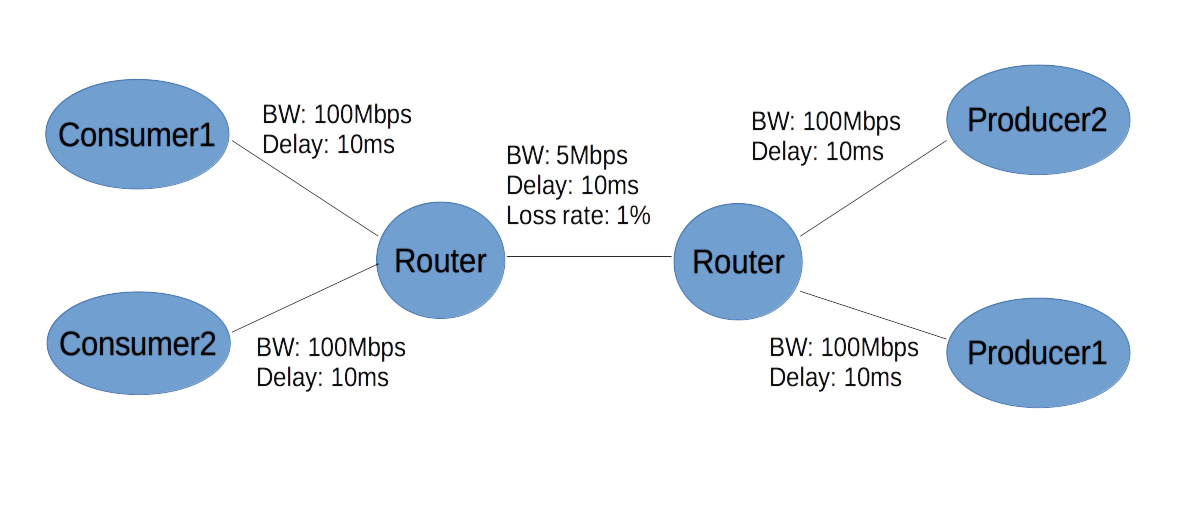 Consumer1
BW: 100Mbps
Delay: 10ms
BW: 5Mbps
Delay: 10ms
Loss rate: 1%
BW: 100Mbps
Delay: 10ms
Producer2
Router
Router
Consumer2
BW: 100Mbps
Delay: 10ms
BW: 100Mbps
Delay: 10ms
Producer1